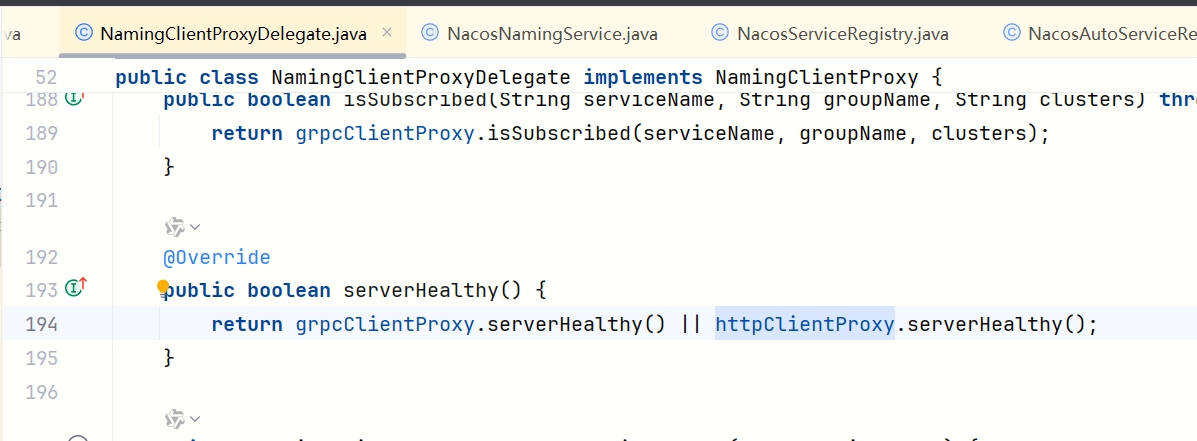 va NamingClientProxyDelegate.java × NacosNamingService.java NacosServiceRegistry.java NacosAutoServiceRe
52 public class NamingClientProxyDelegate implements NamingClientProxy {
188 public boolean isSubscribed(String serviceName, String groupName, String clusters) thr
189 return grpcClientProxy.isSubscribed(serviceName, groupName, clusters);
190 }
191
192 @Override
193 public boolean serverHealthy() {
194 return grpcClientProxy.serverHealthy() || httpClientProxy.serverHealthy();
195 }
196